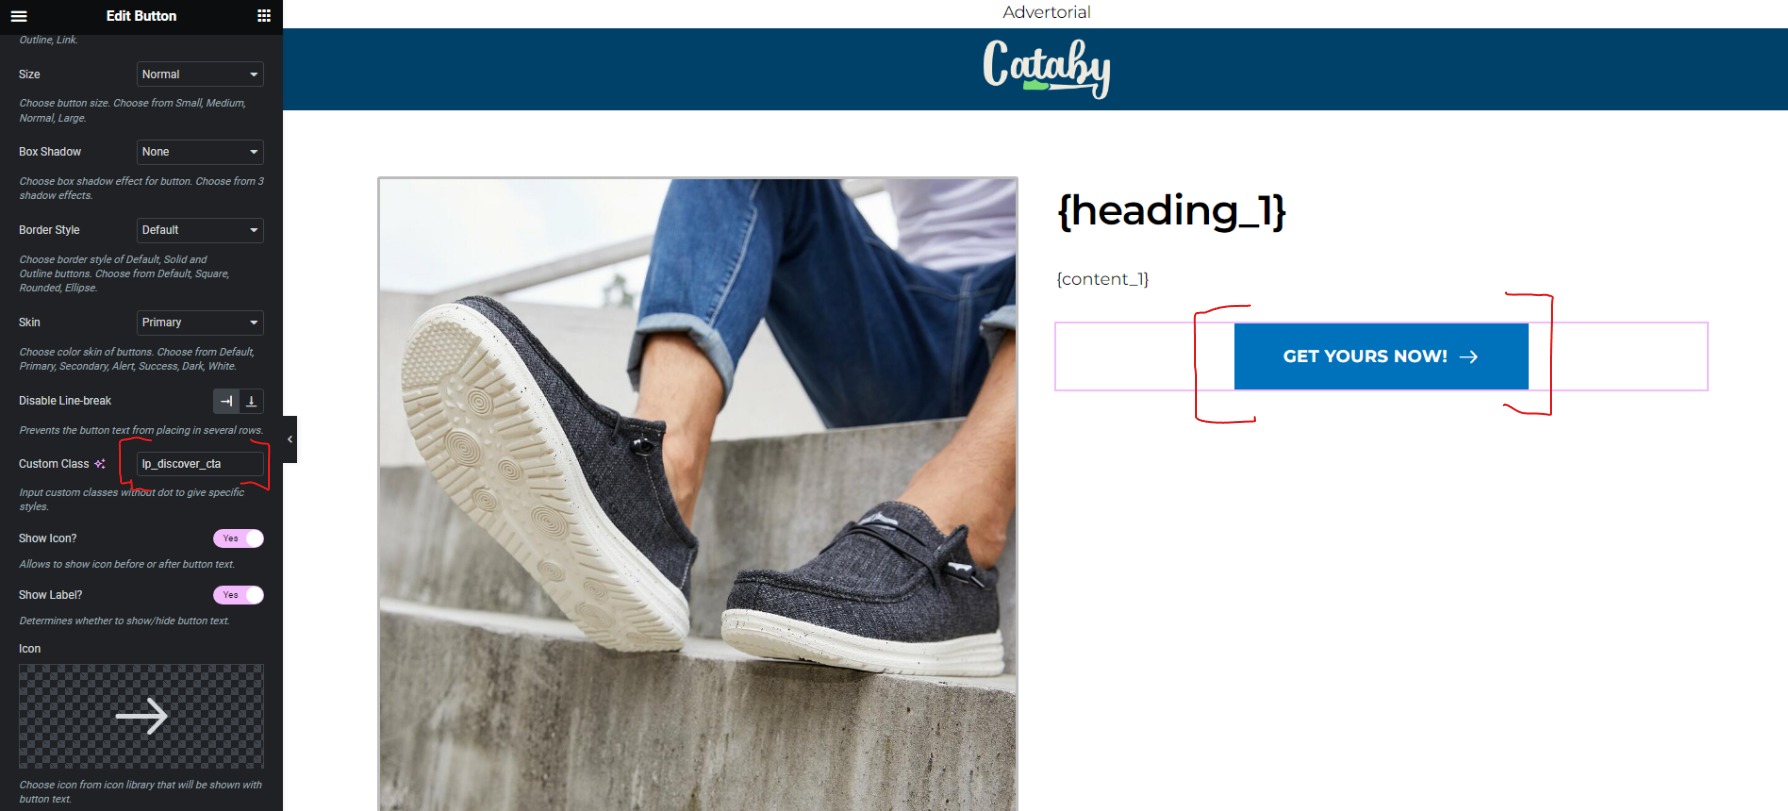 Edit Button
Outline, Link.
Size
Normal
Choose button size. Choose from Small, Medium,
Normal, Large.
Box Shadow
None
Choose box shadow effect for button. Choose from 3
shadow effects.
Border Style
Default
Choose border style of Default, Solid and
Outline buttons. Choose from Default, Square,
Rounded, Ellipse.
Skin
Primary
Choose color skin of buttons. Choose from Default,
Primary, Secondary, Alert, Success, Dark, White.
Disable Line-break
Prevents the button text from placing in several rows.
Custom Class
lp_discover_cta
Input custom classes without dot to give specific
styles.
Show Icon?
Yes
Allows to show icon before or after button text.
Show Label?
Yes
Determines whether to show/hide button text.
Icon
Choose icon from icon library that will be shown with
button text.
Advertorial
Cataby
{heading_1}
{content_1}
GET YOURS NOW!